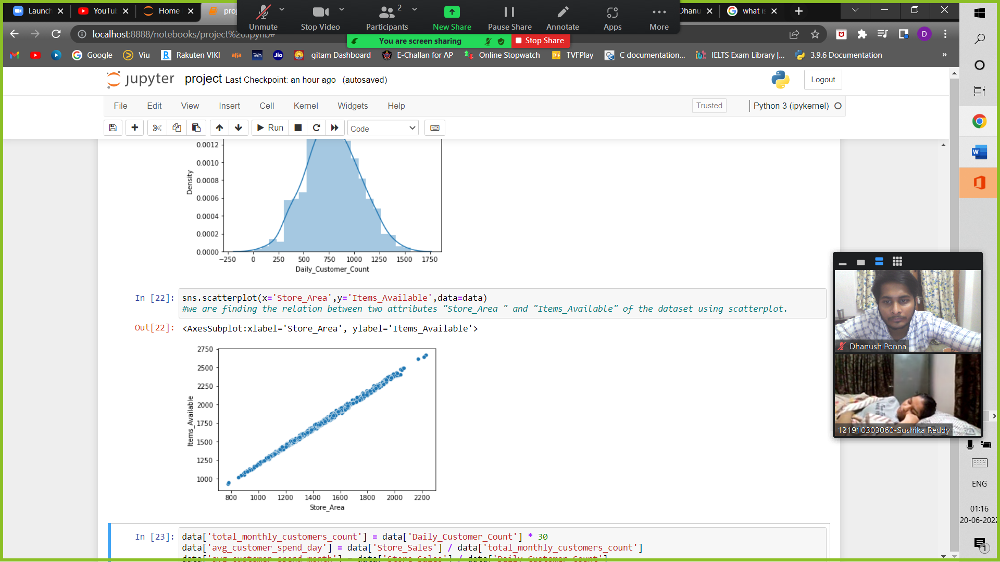 Launch
YouTu
Home
Dhanu
what is
Unmute
Stop Video
Participants
2
New Share
Pause Share
Annotate
Apps
More
localhost:8888/notebooks/project%20.ipynb#
You are screen sharing
Stop Share
D
Google
Viu
Rakuten VIKI
aha
Jio
gitam Dashboard
E-Challan for AP
Online Stopwatch
TVFPlay
C documentation...
IELTS Exam Library |...
3.9.6 Documentation
»
jupyter project Last Checkpoint: an hour ago (autosaved)
Logout
File Edit View Insert Cell Kernel Widgets Help
Trusted
Python 3 (ipykernel)
Run
Code
0.0012
0.0010
0.0008
0.0006
0.0004
0.0002
0.0000
Density
−250 0 250 500 750 1000 1250 1500 1750
Daily_Customer_Count
In [22]: sns.scatterplot(x='Store_Area',y='Items_Available',data=data)
#we are finding the relation between two attributes "Store_Area " and "Items_Available" of the dataset using scatterplot.
Out[22]: <AxesSubplot:xlabel='Store_Area', ylabel='Items_Available'>
2750
2500
2250
2000
1750
1500
1250
1000
Items_Available
800 1000 1200 1400 1600 1800 2000 2200
Store_Area
In [23]: data['total_monthly_customers_count'] = data['Daily_Customer_Count'] * 30
data['avg_customer_spend_day'] = data['Store_Sales'] / data['total_monthly_customers_count']
data['avg_customer_spend_month'] = data['Store_Sales'] / data['Daily_Customer_Count']
Dhanush Ponna
121910303060-Sushika Reddy
W
ENG
01:16
20-06-2022
1